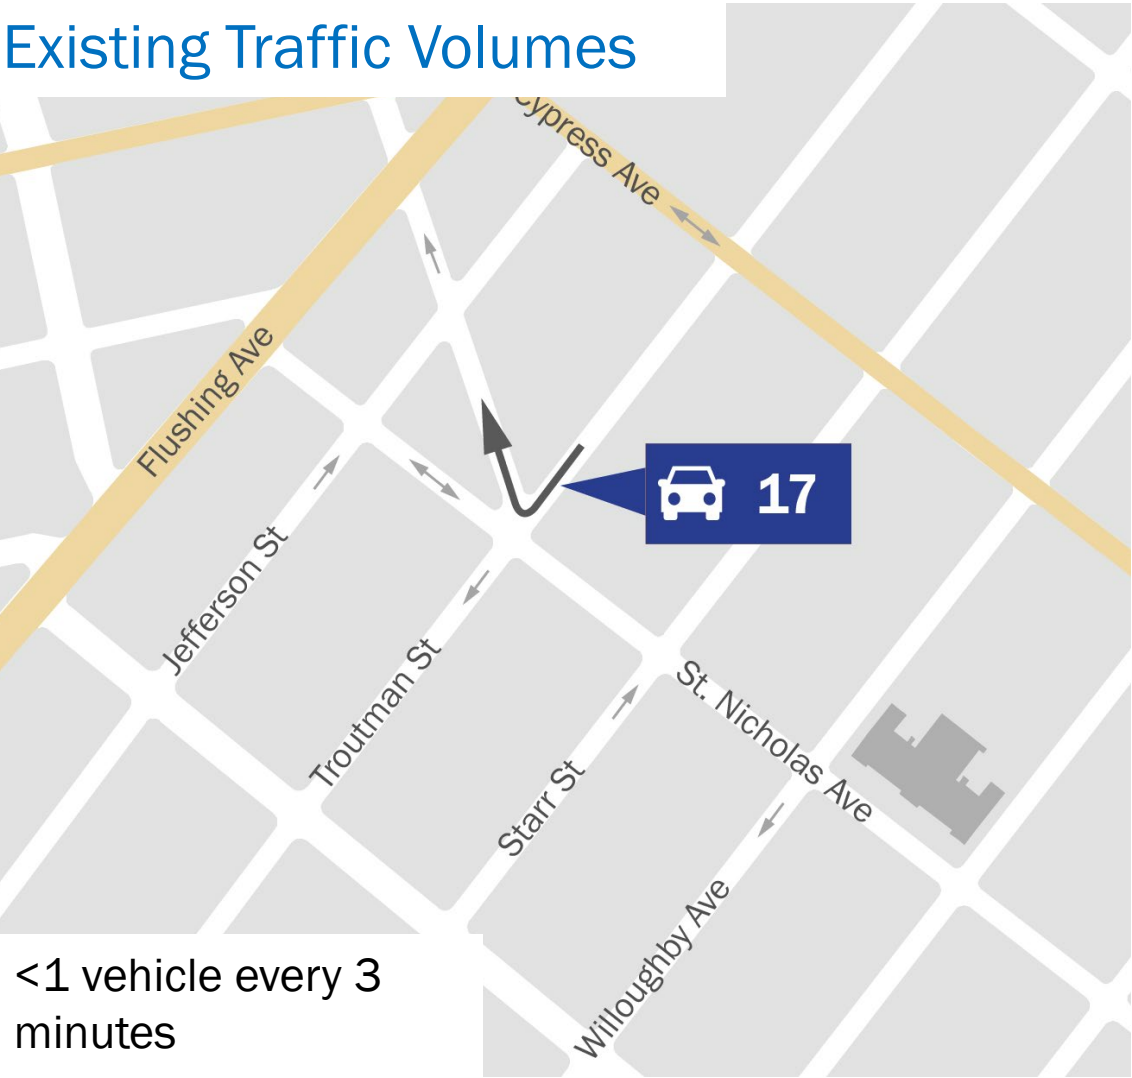 Existing Traffic Volumes
Cypress Ave
Flushing Ave
17
Jefferson St
Troutman St
St. Nicholas Ave
Starr St
Willoughby Ave
<1 vehicle every 3
minutes